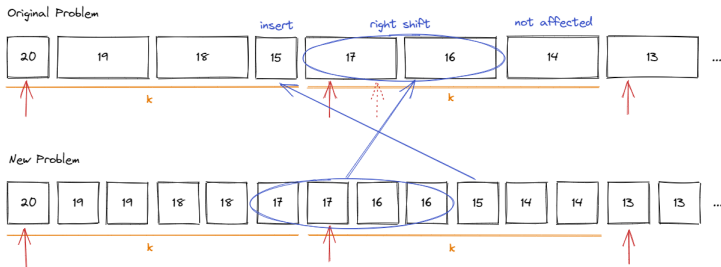 Original Problem
insert right shift not affected
20 19 18 15 17 16 14 13 ...
k k
New Problem
20 19 19 18 18 17 17 16 16 15 14 14 13 13 ...
k k